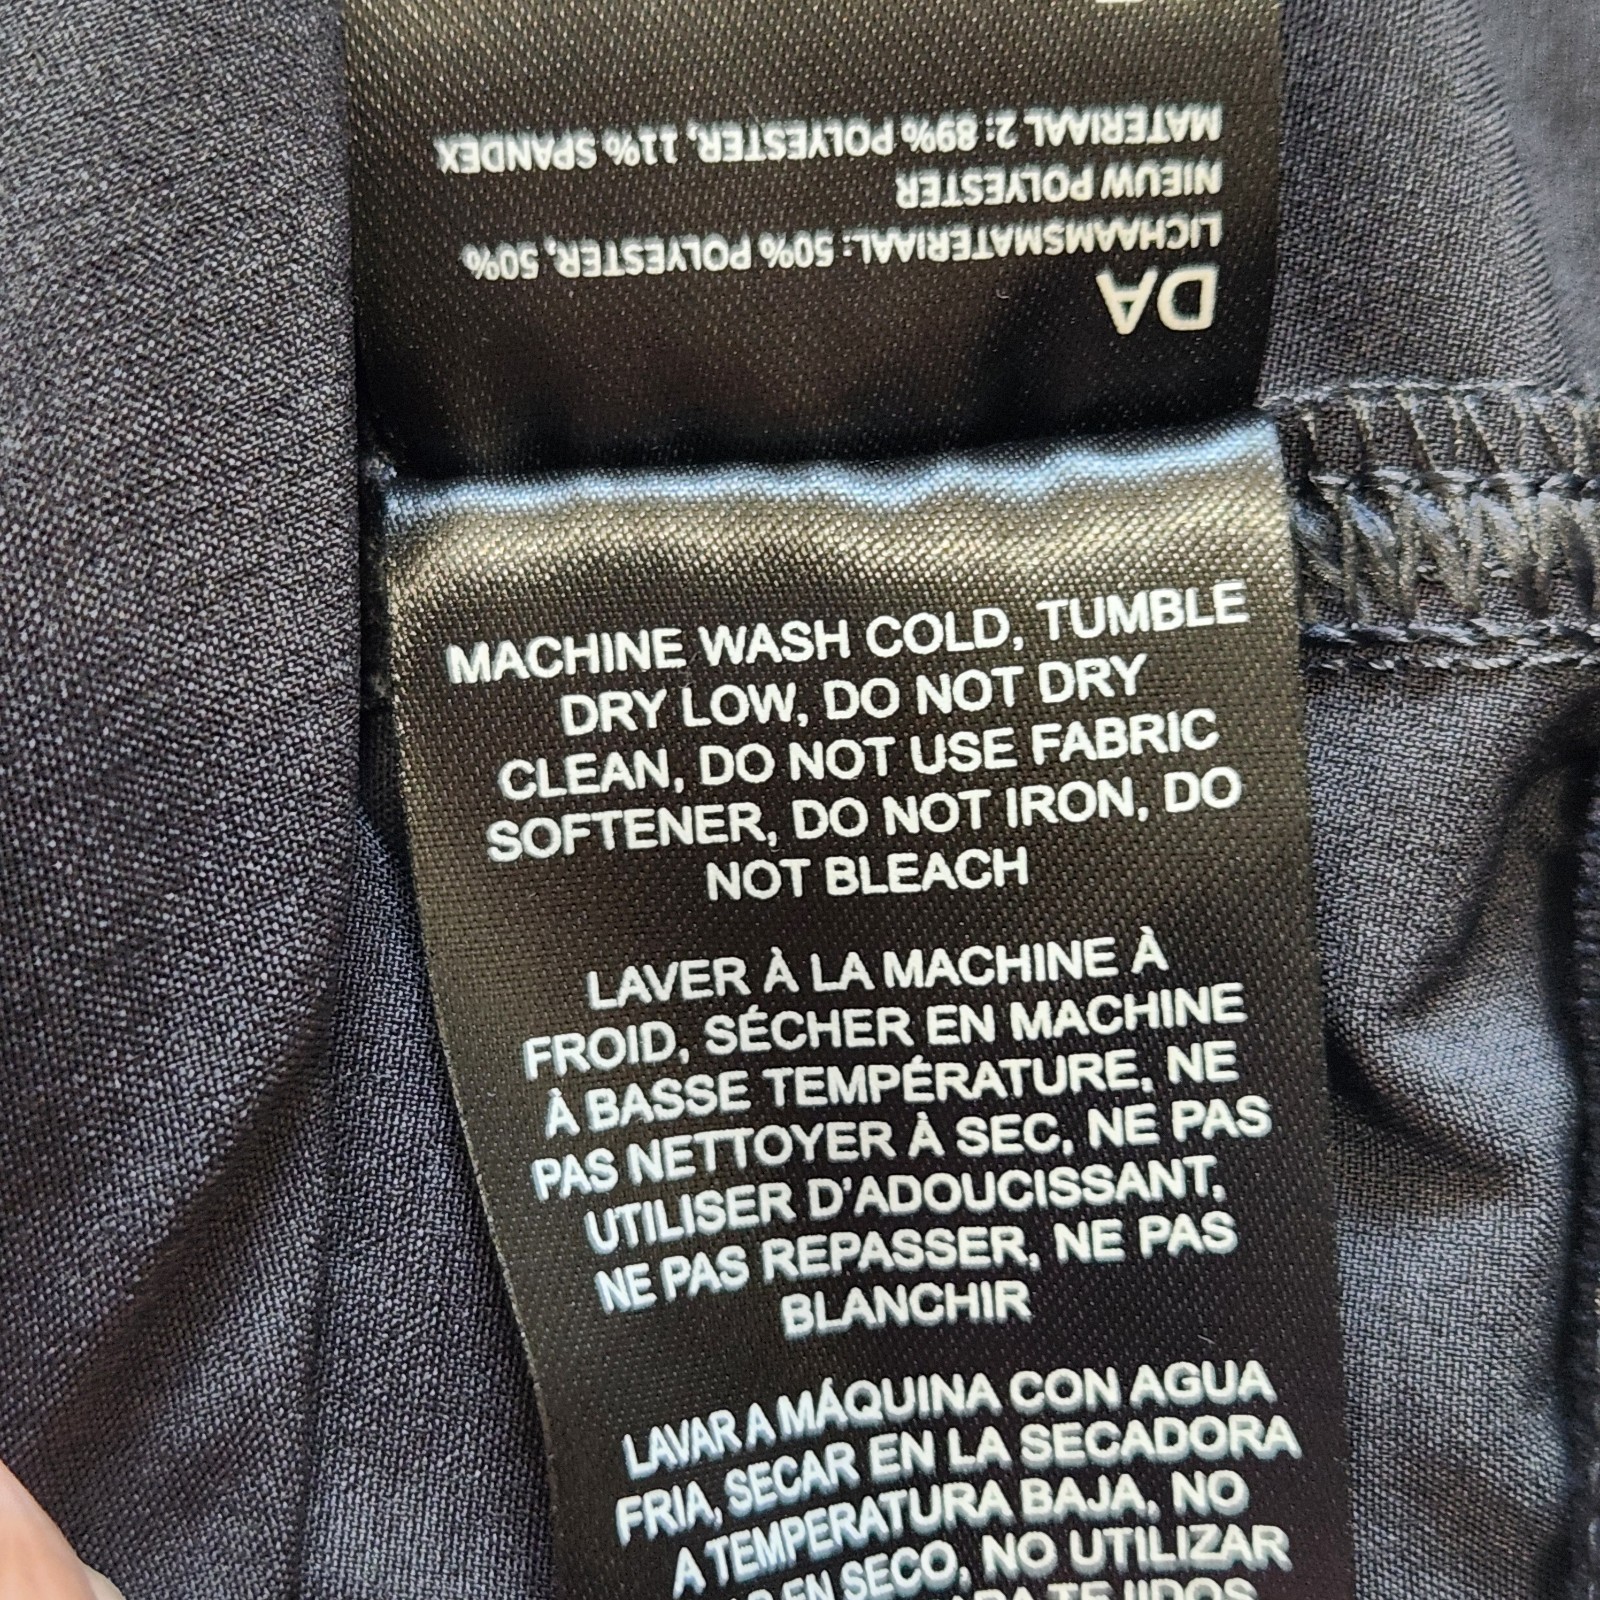 DA
LICHAAMSMATERIAAL: 50% POLYESTER, 50%
NIEUW POLYESTER
MATERIAAL 2: 89% POLYESTER, 11% SPANDEX
MACHINE WASH COLD, TUMBLE
DRY LOW, DO NOT DRY
CLEAN, DO NOT USE FABRIC
SOFTENER, DO NOT IRON, DO
NOT BLEACH
LAVER À LA MACHINE À
FROID, SÉCHER EN MACHINE
À BASSE TEMPÉRATURE, NE
PAS NETTOYER À SEC, NE PAS
UTILISER D'ADOUCISSANT,
NE PAS REPASSER, NE PAS
BLANCHIR
LAVAR A MÁQUINA CON AGUA
FRIA, SECAR EN LA SECADORA
A TEMPERATURA BAJA, NO
EN SECO, NO UTILIZAR